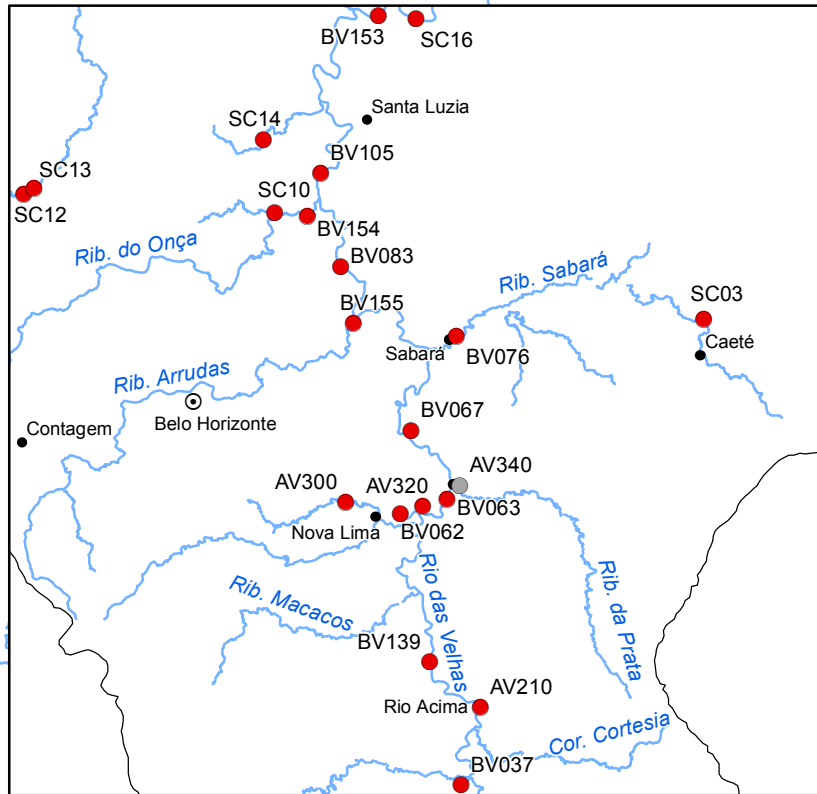 BV153
SC16
Santa Luzia
SC14
BV105
SC13
SC12
SC10
BV154
Rib. do Onça
BV083
Rib. Sabará
BV155
SC03
Sabará
BV076
Caeté
Rib. Arrudas
Belo Horizonte
Contagem
BV067
AV340
AV300
AV320
BV063
Nova Lima
BV062
Rib. Macacos
Rio das Velhas
Rib. da Prata
BV139
AV210
Rio Acima
Cor. Cortesia
BV037